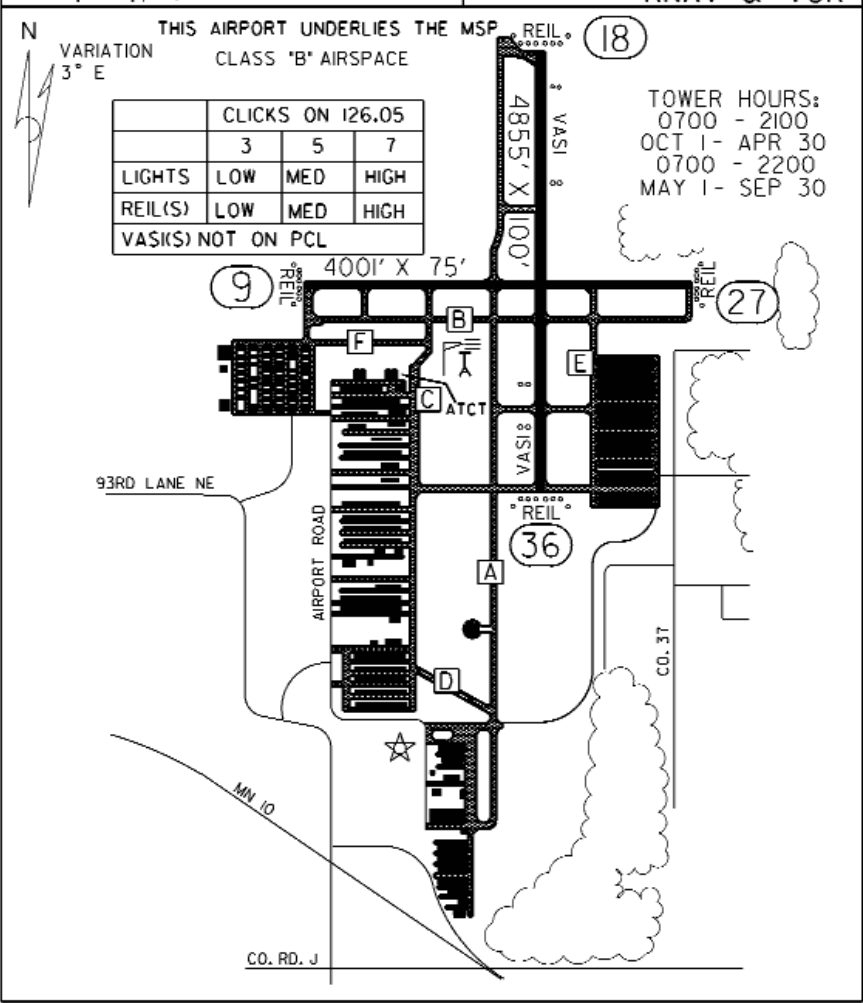 THIS AIRPORT UNDERLIES THE MSP
CLASS "B" AIRSPACE
N
VARIATION
3° E
REIL
18
TOWER HOURS:
0700 - 2100
OCT 1- APR 30
0700 - 2200
MAY 1- SEP 30
CLICKS ON 126.05
3 5 7
LIGHTS LOW MED HIGH
REIL(S) LOW MED HIGH
VASI(S) NOT ON PCL
4855' X 100'
VASI
9
REIL
4001' X 75'
REIL
27
B
F
E
C
ATCT
VASI
93RD LANE NE
REIL
36
AIRPORT ROAD
A
CO. 37
D
MN 10
CO. RD. J